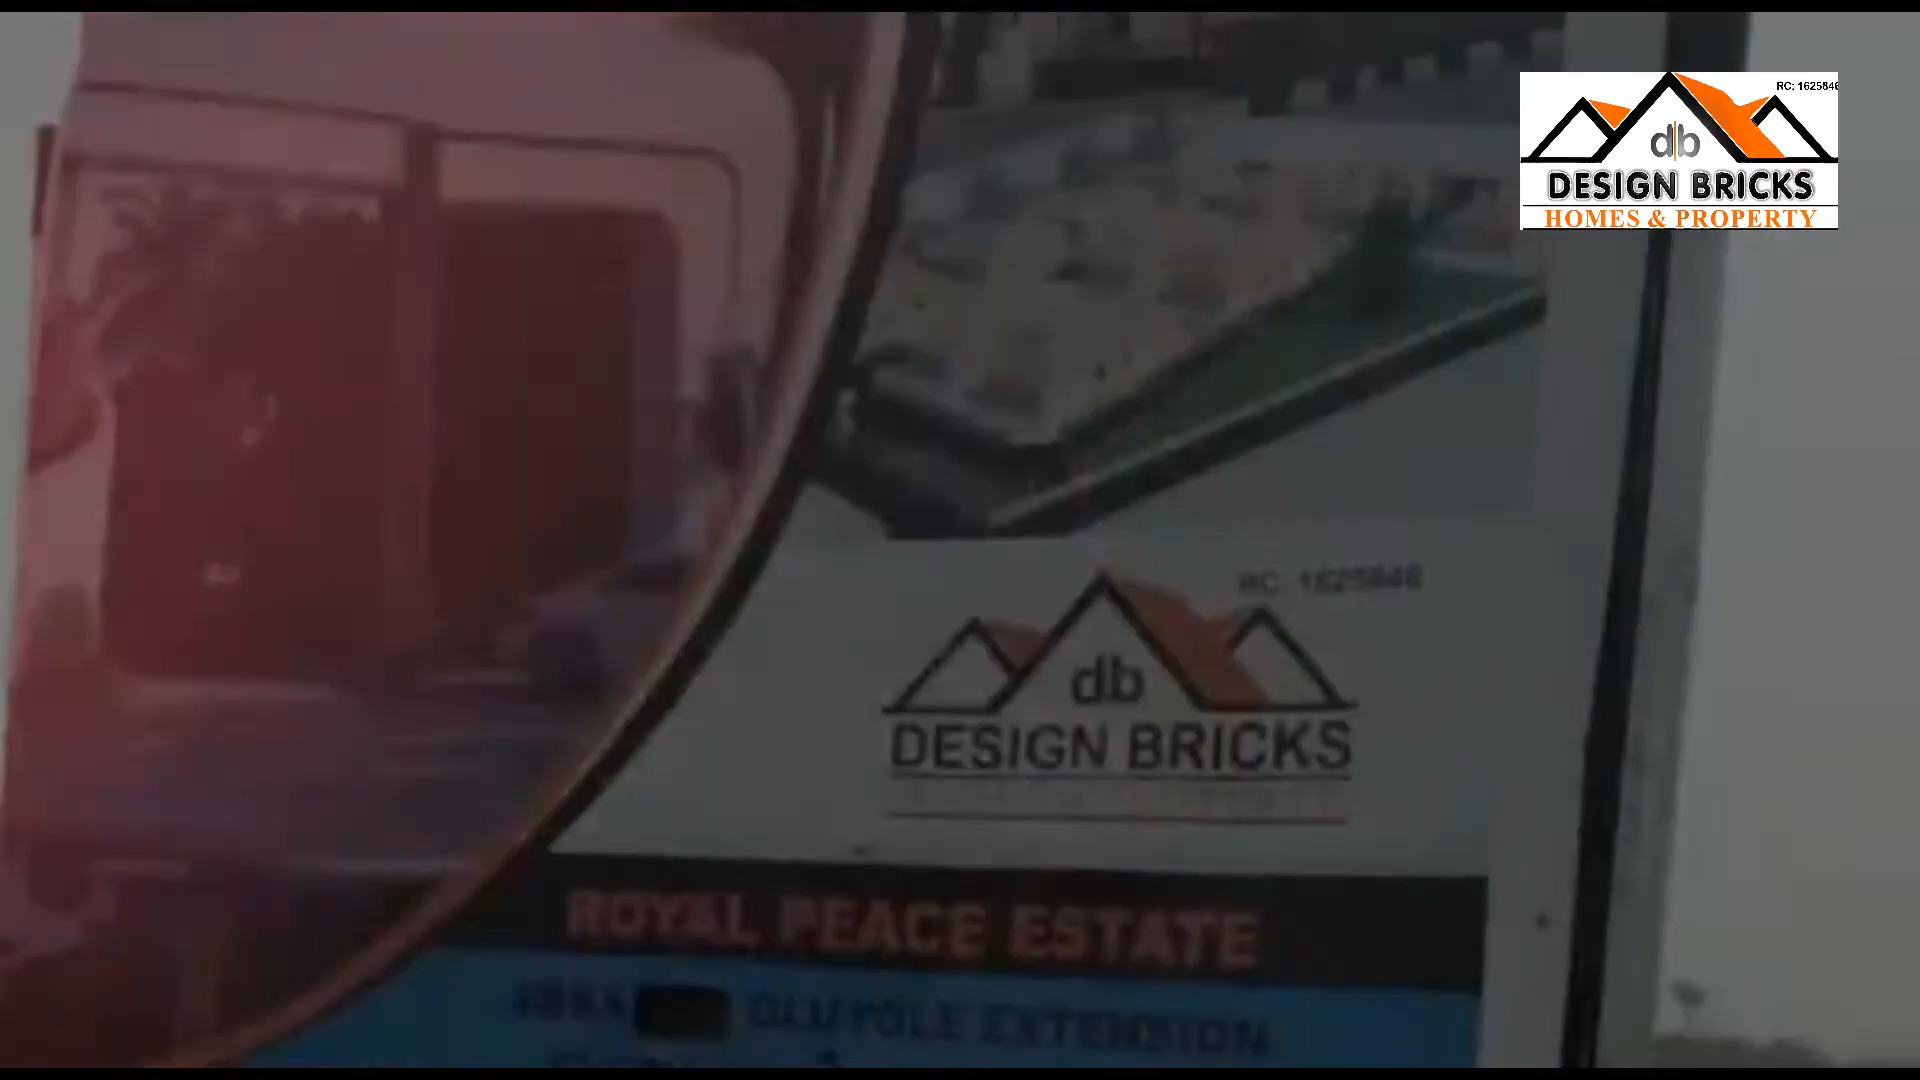 RC: 1625846
db
DESIGN BRICKS
HOMES & PROPERTY
RC: 1625846
db
DESIGN BRICKS
ROYAL PEACE ESTATE
OLUYOLE EXTENSION